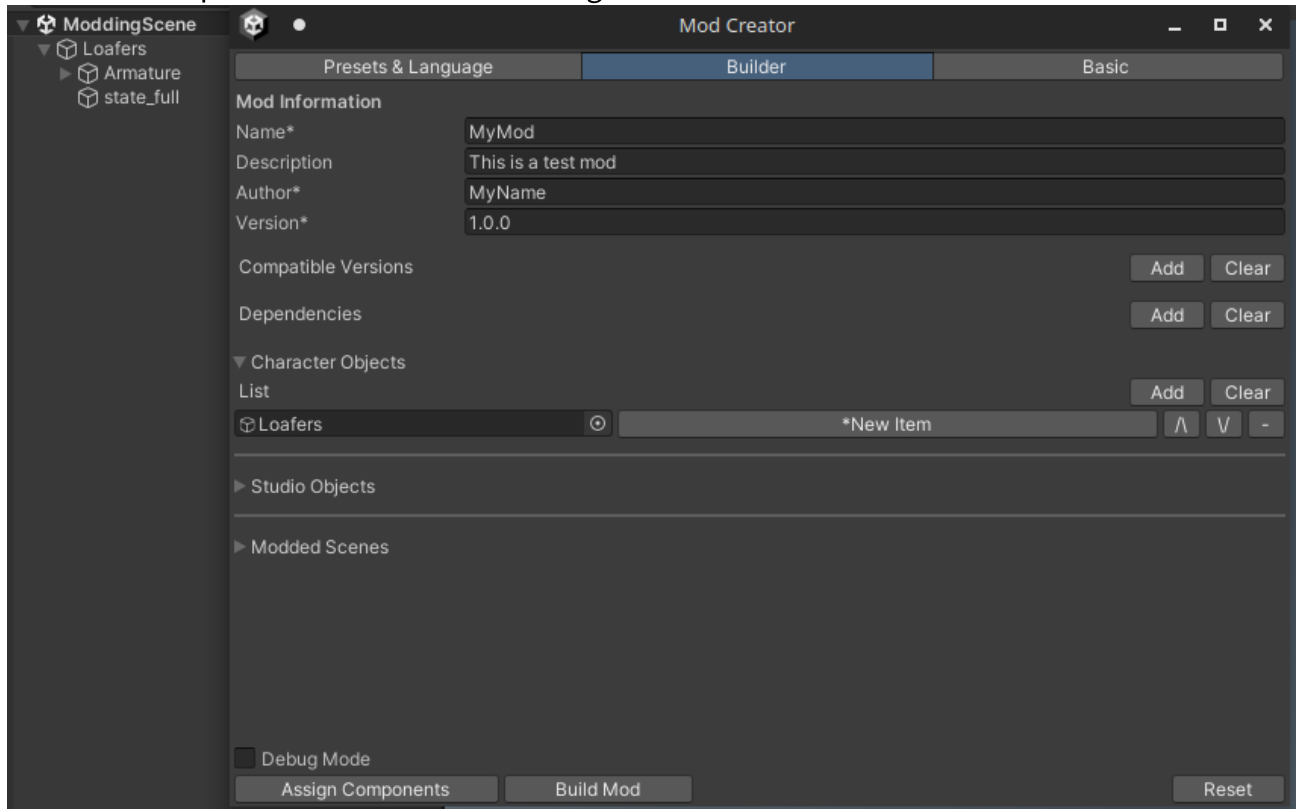 ModdingScene
Loafers
Armature
state_full
Mod Creator
Presets & Language Builder Basic
Mod Information
Name* MyMod
Description This is a test mod
Author* MyName
Version* 1.0.0
Compatible Versions Add Clear
Dependencies Add Clear
Character Objects
List Add Clear
Loafers *New Item /\ \/ -
Studio Objects
Modded Scenes
Debug Mode
Assign Components Build Mod Reset